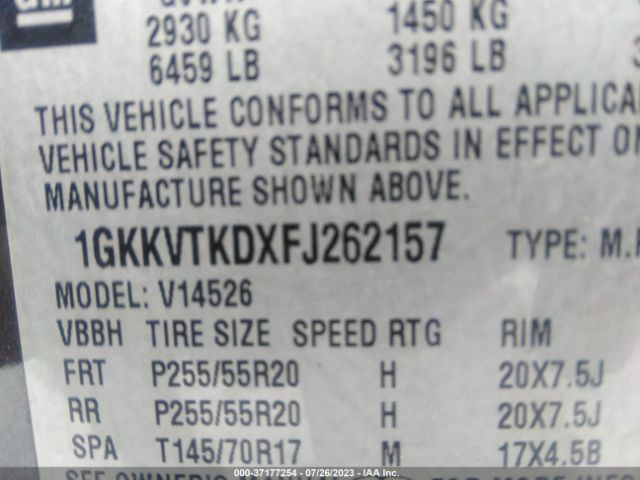 GM
2930 KG 1450 KG
6459 LB 3196 LB
THIS VEHICLE CONFORMS TO ALL
VEHICLE SAFETY STANDARDS IN EFFECT
MANUFACTURE SHOWN ABOVE.
1GKKVTKDXFJ262157 TYPE:
MODEL: V14526
VBBH TIRE SIZE SPEED RTG RIM
FRT P255/55R20 H 20X7.5J
RR P255/55R20 H 20X7.5J
SPA T145/70R17 M 17X4.5B
000-37177254 | 07/26/2023 | IAA, Inc.